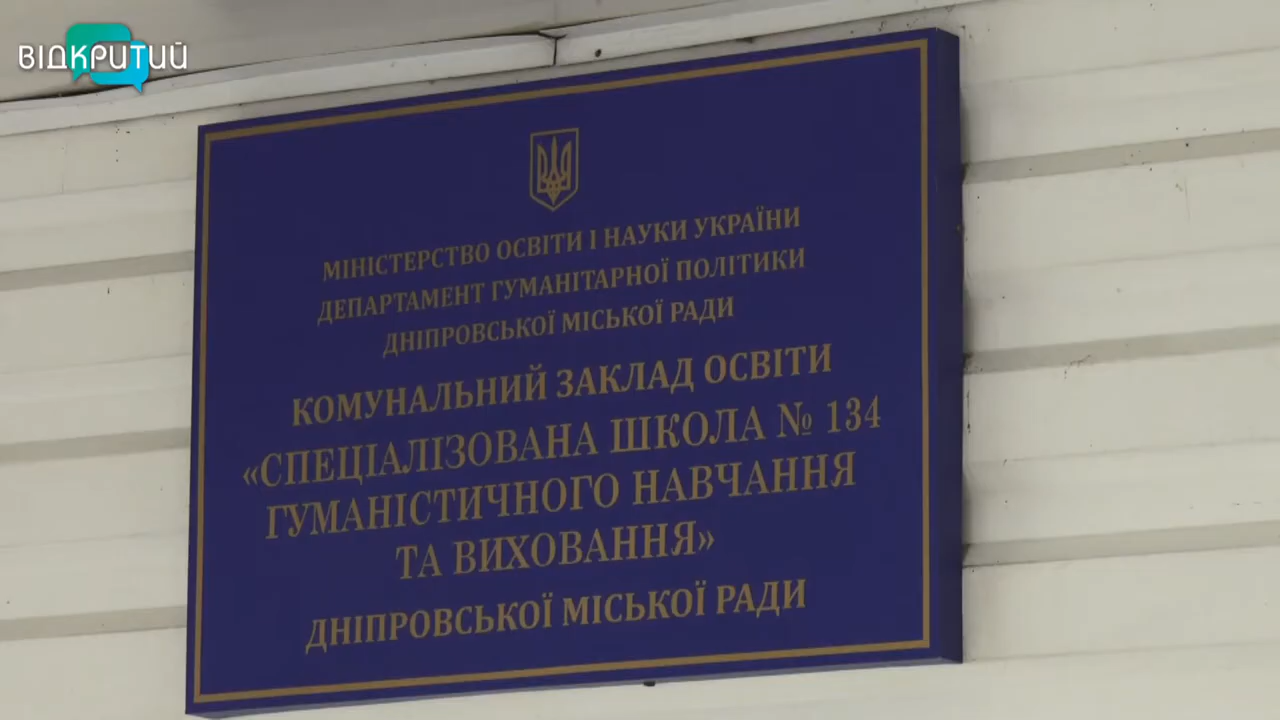 ВІДКРИТИЙ
МІНІСТЕРСТВО ОСВІТИ І НАУКИ УКРАЇНИ
ДЕПАРТАМЕНТ ГУМАНІТАРНОЇ ПОЛІТИКИ
ДНІПРОВСЬКОЇ МІСЬКОЇ РАДИ
КОМУНАЛЬНИЙ ЗАКЛАД ОСВІТИ
«СПЕЦІАЛІЗОВАНА ШКОЛА № 134
ГУМАНІСТИЧНОГО НАВЧАННЯ
ТА ВИХОВАННЯ»
ДНІПРОВСЬКОЇ МІСЬКОЇ РАДИ